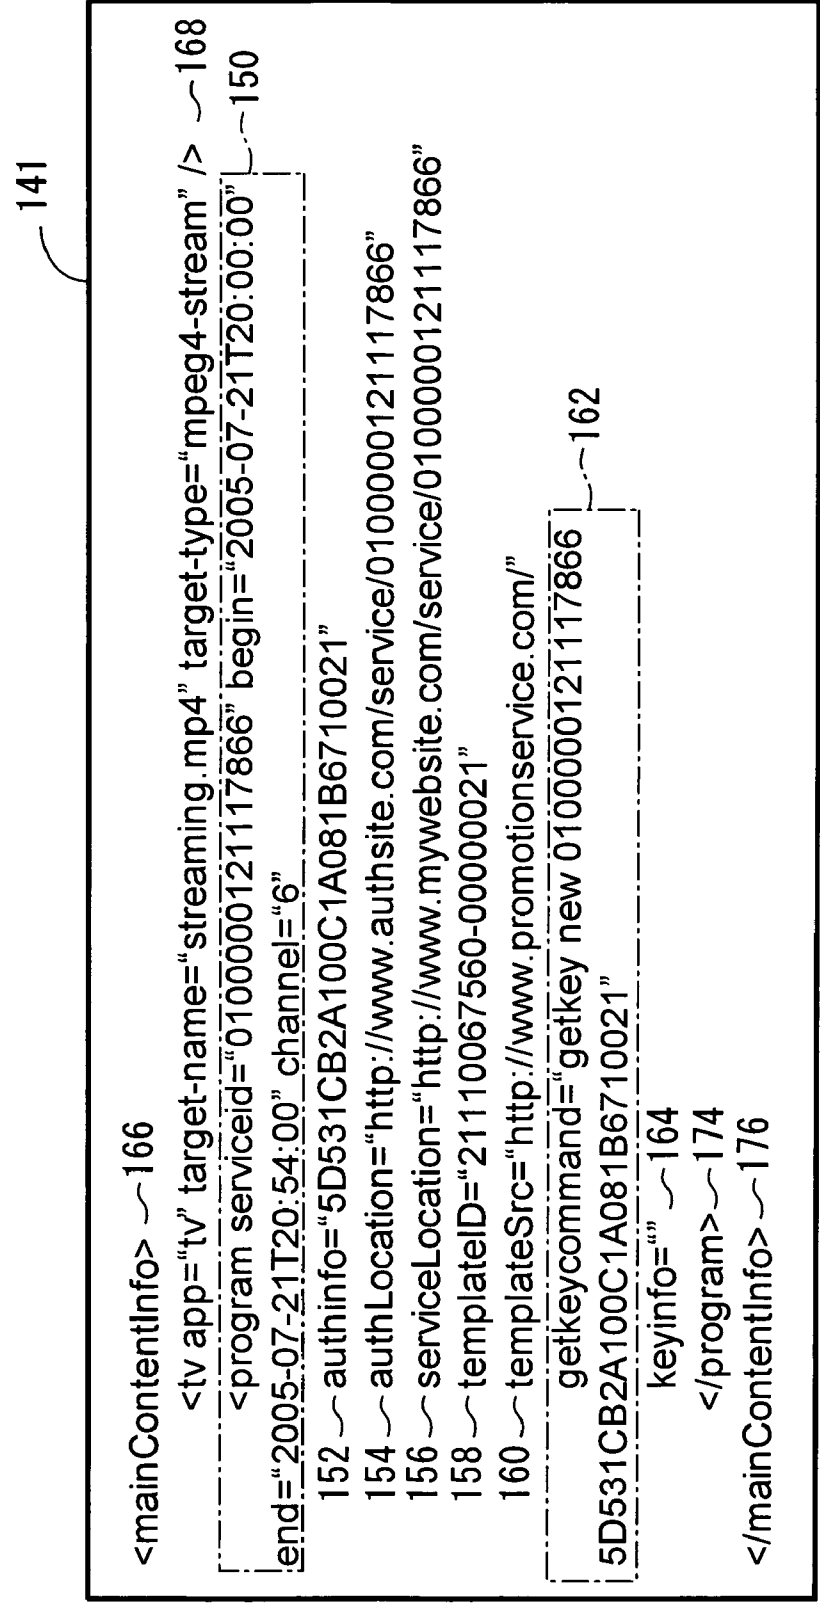 141
<mainContentInfo> ~166
<tv app=“tv” target-name=“streaming.mp4” target-type=“mpeg4-stream” /> ~168
<program serviceid=“0100000121117866” begin=“2005-07-21T20:00:00” ~150
end=“2005-07-21T20:54:00” channel=“6”
152~authinfo=“5D531CB2A100C1A081B6710021”
154~authLocation=“http://www.authsite.com/service/0100000121117866”
156~serviceLocation=“http://www.mywebsite.com/service/0100000121117866”
158~templateID=“21110067560-00000021”
160~templateSrc=“http://www.promotionservice.com/”
getkeycommand=“getkey new 0100000121117866 ~162
5D531CB2A100C1A081B6710021”
keyinfo=“” ~164
</program>~174
</mainContentInfo>~176